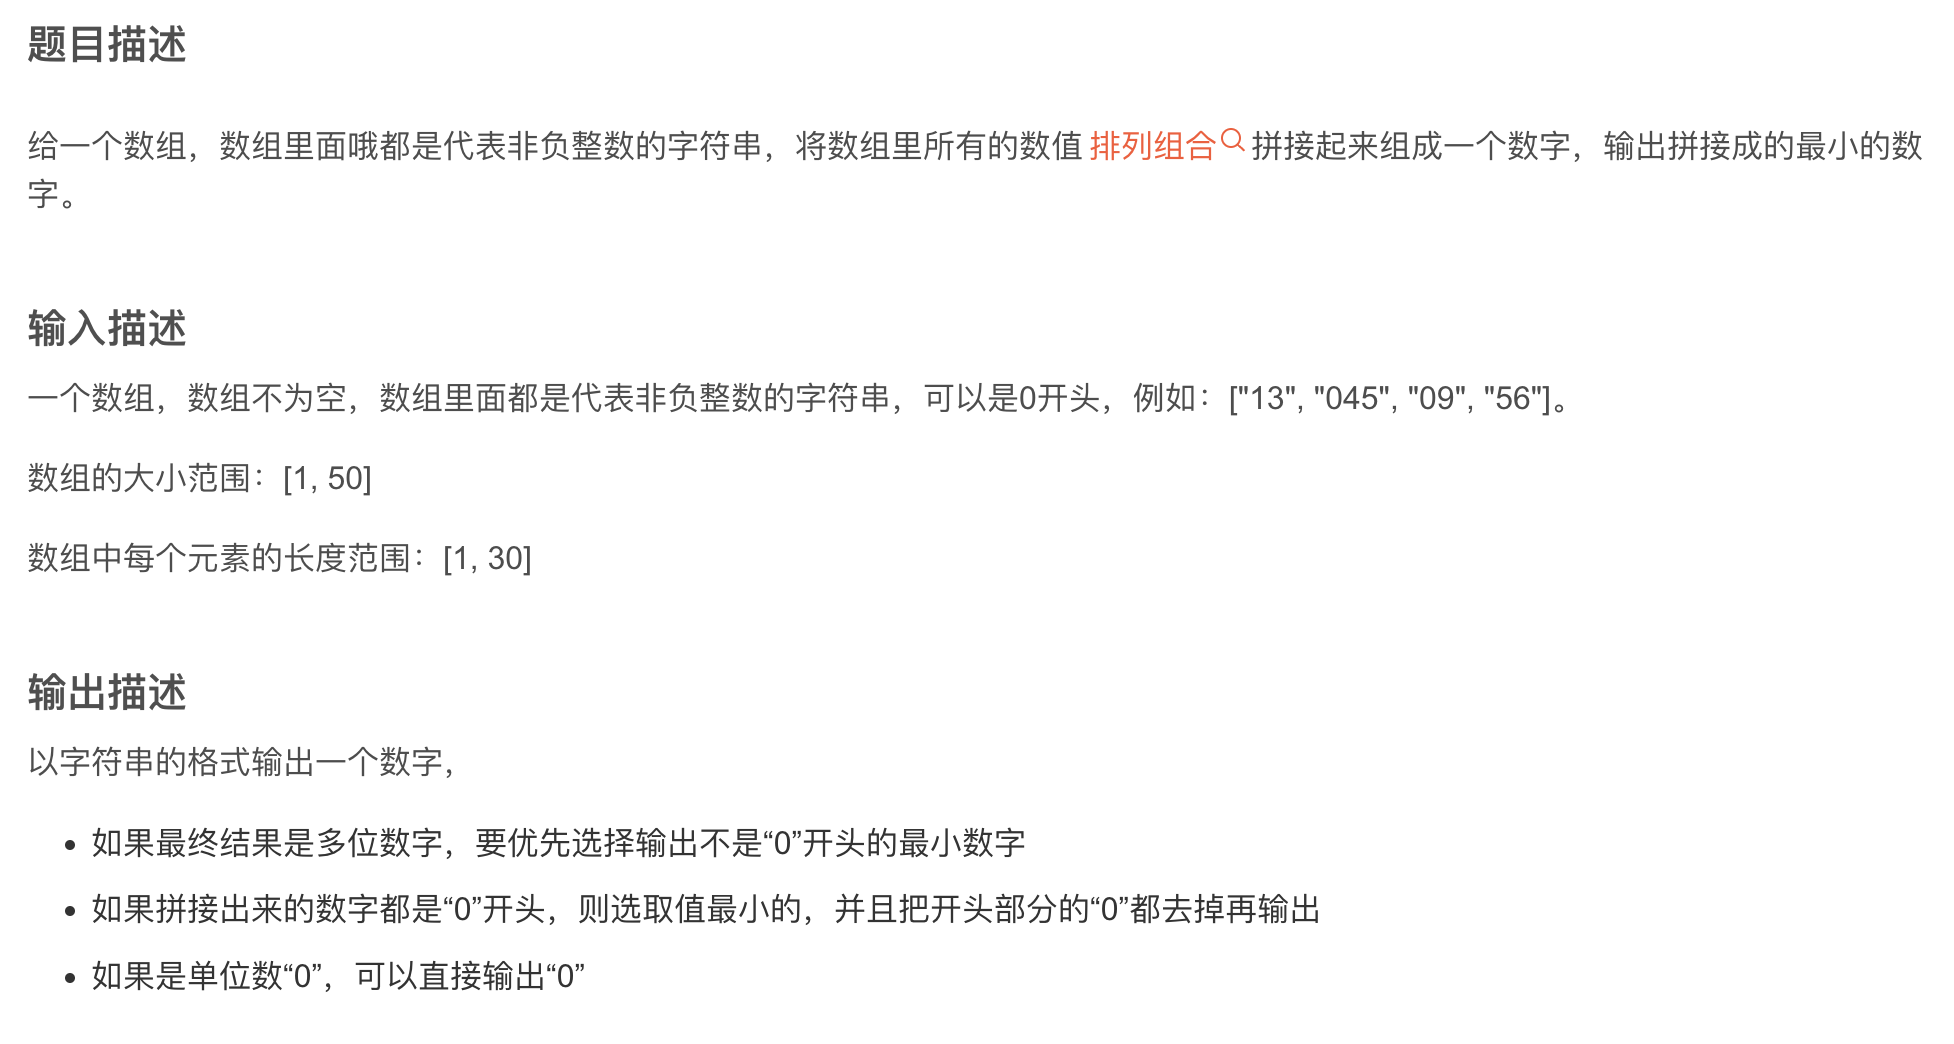 题目描述
给一个数组，数组里面哦都是代表非负整数的字符串，将数组里所有的数值 排列组合 拼接起来组成一个数字，输出拼接成的最小的数
字。
输入描述
一个数组，数组不为空，数组里面都是代表非负整数的字符串，可以是0开头，例如：["13", "045", "09", "56"]。
数组的大小范围：[1, 50]
数组中每个元素的长度范围：[1, 30]
输出描述
以字符串的格式输出一个数字，
• 如果最终结果是多位数字，要优先选择输出不是“0”开头的最小数字
• 如果拼接出来的数字都是“0”开头，则选取值最小的，并且把开头部分的“0”都去掉再输出
• 如果是单位数“0”，可以直接输出“0”